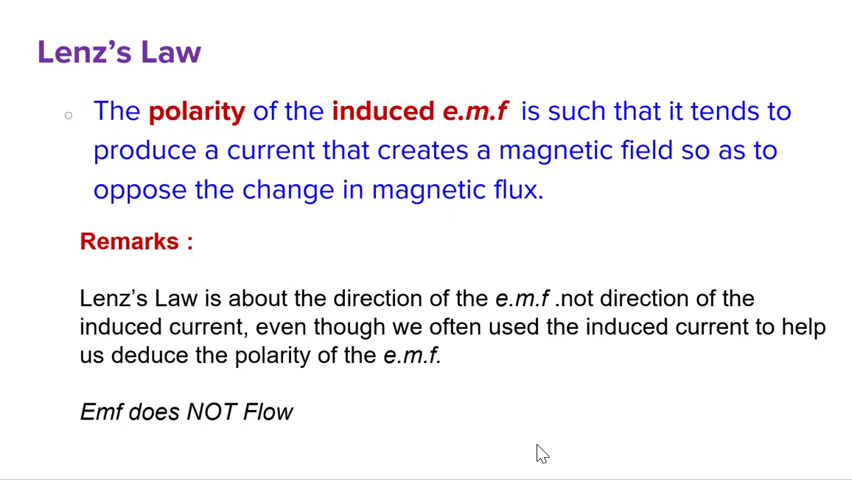 Lenz’s Law
The polarity of the induced e.m.f is such that it tends to
produce a current that creates a magnetic field so as to
oppose the change in magnetic flux.
Remarks :
Lenz’s Law is about the direction of the e.m.f .not direction of the
induced current, even though we often used the induced current to help
us deduce the polarity of the e.m.f.
Emf does NOT Flow